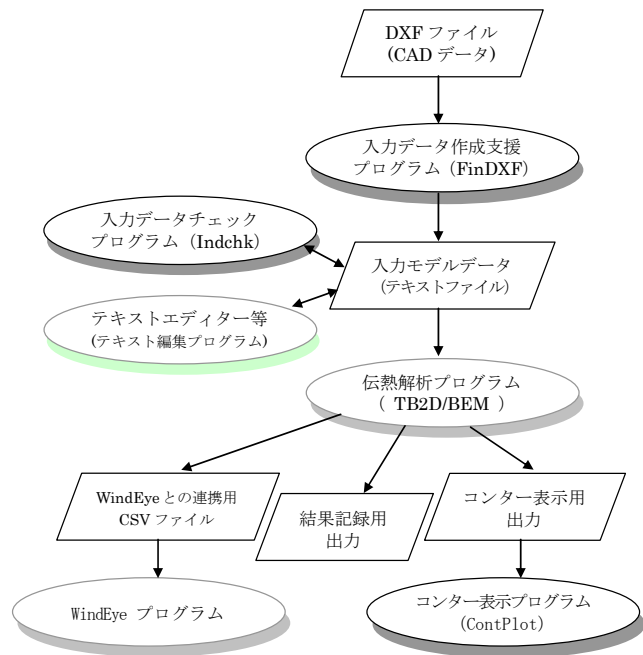 DXF ファイル
(CAD データ)
入力データ作成支援
プログラム (FinDXF)
入力データチェック
プログラム (Indchk)
入力モデルデータ
(テキストファイル)
テキストエディター等
(テキスト編集プログラム)
伝熱解析プログラム
( TB2D/BEM )
WindEye との連携用
CSV ファイル
結果記録用
出力
コンター表示用
出力
WindEye プログラム
コンター表示プログラム
(ContPlot)